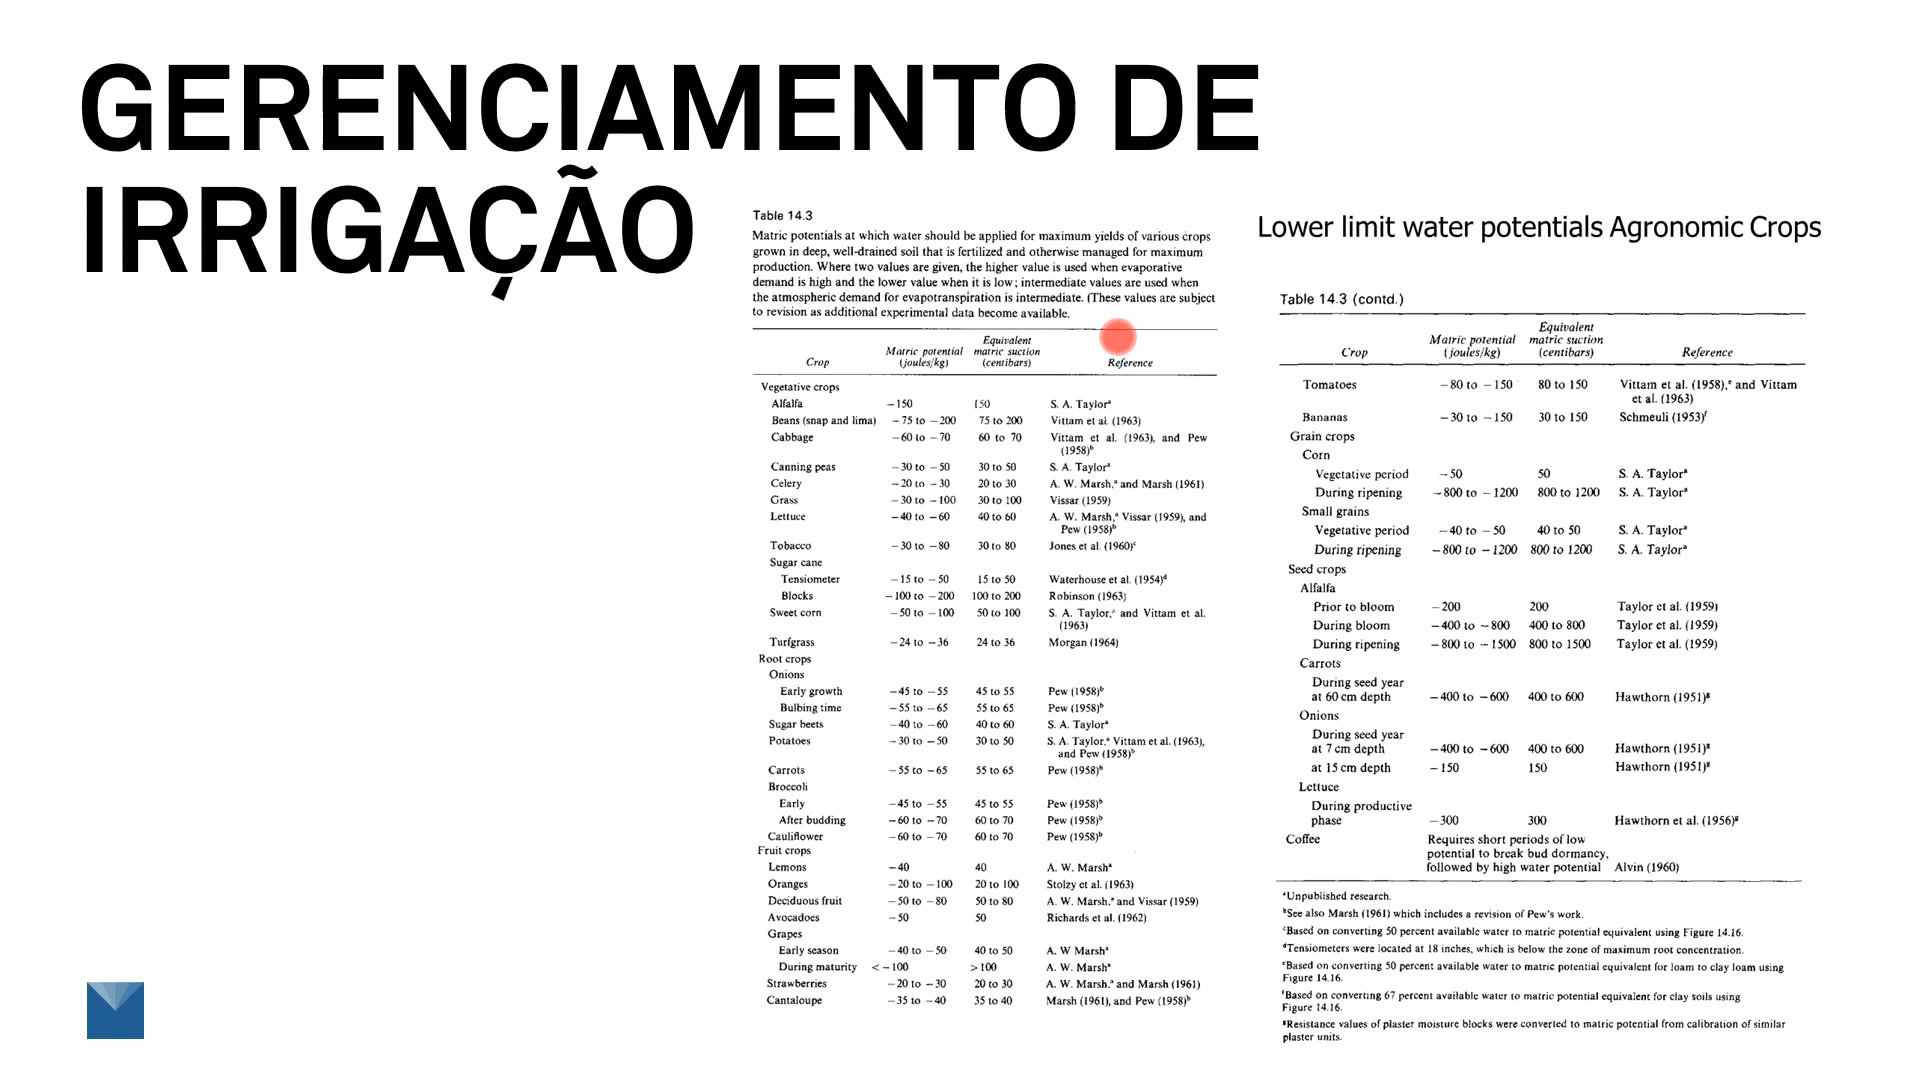 GERENCIAMENTO DE
IRRIGAÇÃO
Table 14.3
Matric potentials at which water should be applied for maximum yields of various crops
grown in deep, well-drained soil that is fertilized and otherwise managed for maximum
production. Where two values are given, the higher value is used when evaporative
demand is high and the lower value when it is low; intermediate values are used when
the atmospheric demand for evapotranspiration is intermediate. (These values are subject
to revision as additional experimental data become available.
Crop Matric potential (joules/kg) Equivalent matric suction (centibars) Reference
Vegetative crops
Alfalfa −150 150 S. A. Taylorᵃ
Beans (snap and lima) −75 to −200 75 to 200 Vittam et al. (1963)
Cabbage −60 to −70 60 to 70 Vittam et al. (1963), and Pew
(1958)ᵇ
Canning peas −30 to −50 30 to 50 S. A. Taylorᵃ
Celery −20 to −30 20 to 30 A. W. Marsh,ᵃ and Marsh (1961)
Grass −30 to −100 30 to 100 Vissar (1959)
Lettuce −40 to −60 40 to 60 A. W. Marsh,ᵃ Vissar (1959), and
Pew (1958)ᵇ
Tobacco −30 to −80 30 to 80 Jones et al. (1960)ᶜ
Sugar cane
Tensiometer −15 to −50 15 to 50 Waterhouse et al. (1954)ᵈ
Blocks −100 to −200 100 to 200 Robinson (1963)
Sweet corn −50 to −100 50 to 100 S. A. Taylor,ᵃ and Vittam et al.
(1963)
Turfgrass −24 to −36 24 to 36 Morgan (1964)
Root crops
Onions
Early growth −45 to −55 45 to 55 Pew (1958)ᵇ
Bulbing time −55 to −65 55 to 65 Pew (1958)ᵇ
Sugar beets −40 to −60 40 to 60 S. A. Taylorᵃ
Potatoes −30 to −50 30 to 50 S. A. Taylor,ᵃ Vittam et al. (1963),
and Pew (1958)ᵇ
Carrots −55 to −65 55 to 65 Pew (1958)ᵇ
Broccoli
Early −45 to −55 45 to 55 Pew (1958)ᵇ
After budding −60 to −70 60 to 70 Pew (1958)ᵇ
Cauliflower −60 to −70 60 to 70 Pew (1958)ᵇ
Fruit crops
Lemons −40 40 A. W. Marshᵃ
Oranges −20 to −100 20 to 100 Stolzy et al. (1963)
Deciduous fruit −50 to −80 50 to 80 A. W. Marsh,ᵃ and Vissar (1959)
Avocadoes −50 50 Richards et al. (1962)
Grapes
Early season −40 to −50 40 to 50 A. W Marshᵃ
During maturity < −100 > 100 A. W. Marshᵃ
Strawberries −20 to −30 20 to 30 A. W. Marsh,ᵃ and Marsh (1961)
Cantaloupe −35 to −40 35 to 40 Marsh (1961), and Pew (1958)ᵇ
Lower limit water potentials Agronomic Crops
Table 14.3 (contd.)
Crop Matric potential (joules/kg) Equivalent matric suction (centibars) Reference
Tomatoes −80 to −150 80 to 150 Vittam et al. (1958),ᵉ and Vittam
et al. (1963)
Bananas −30 to −150 30 to 150 Schmeuli (1953)ᶠ
Grain crops
Corn
Vegetative period −50 50 S. A. Taylorᵃ
During ripening −800 to −1200 800 to 1200 S. A. Taylorᵃ
Small grains
Vegetative period −40 to −50 40 to 50 S. A. Taylorᵃ
During ripening −800 to −1200 800 to 1200 S. A. Taylorᵃ
Seed crops
Alfalfa
Prior to bloom −200 200 Taylor et al. (1959)
During bloom −400 to −800 400 to 800 Taylor et al. (1959)
During ripening −800 to −1500 800 to 1500 Taylor et al. (1959)
Carrots
During seed year
at 60 cm depth −400 to −600 400 to 600 Hawthorn (1951)ᵍ
Onions
During seed year
at 7 cm depth −400 to −600 400 to 600 Hawthorn (1951)ᵍ
at 15 cm depth −150 150 Hawthorn (1951)ᵍ
Lettuce
During productive
phase −300 300 Hawthorn et al. (1956)ᵍ
Coffee Requires short periods of low
potential to break bud dormancy,
followed by high water potential Alvin (1960)
ᵃUnpublished research.
ᵇSee also Marsh (1961) which includes a revision of Pew's work.
ᶜBased on converting 50 percent available water to matric potential equivalent using Figure 14.16.
ᵈTensiometers were located at 18 inches, which is below the zone of maximum root concentration.
ᵉBased on converting 50 percent available water to matric potential equivalent for loam to clay loam using
Figure 14.16.
ᶠBased on converting 67 percent available water to matric potential equivalent for clay soils using
Figure 14.16.
ᵍResistance values of plaster moisture blocks were converted to matric potential from calibration of similar
plaster units.